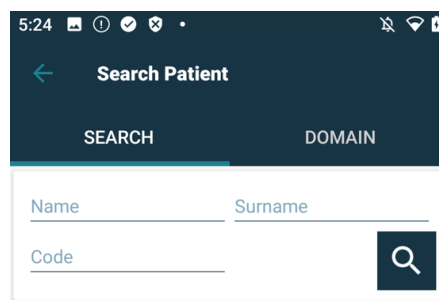 5:24
Search Patient
SEARCH DOMAIN
Name Surname
Code